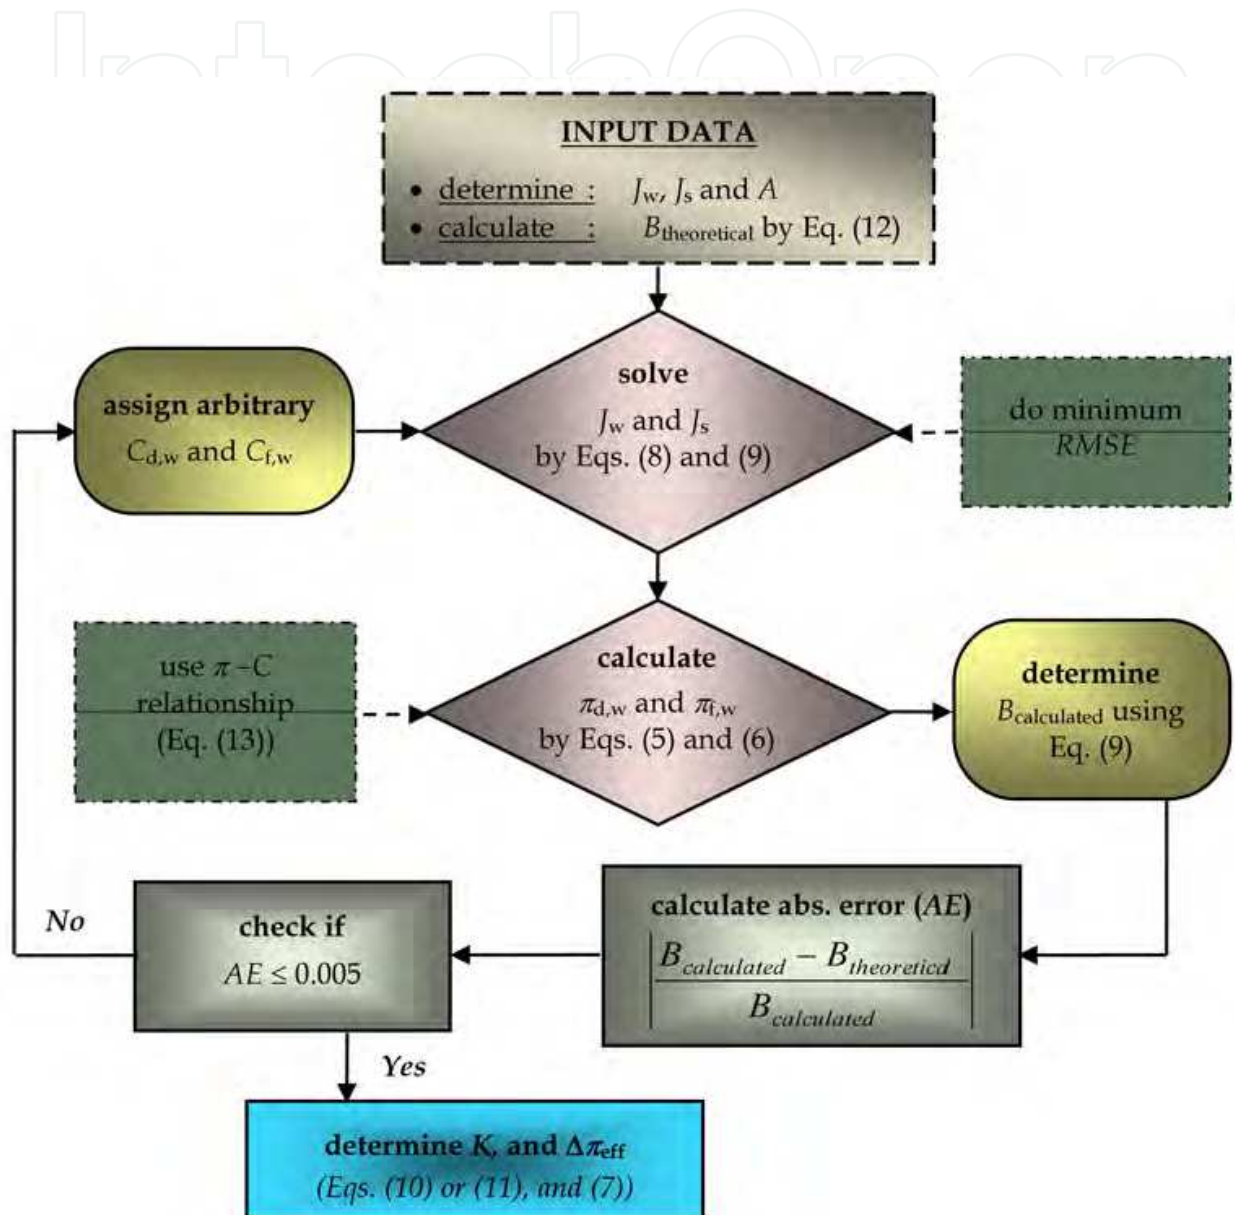 IntechOpen
INPUT DATA
• determine : Jw, Js and A
• calculate : Btheoretical by Eq. (12)
assign arbitrary
Cd,w and Cf,w
solve
Jw and Js
by Eqs. (8) and (9)
do minimum
RMSE
use π –C
relationship
(Eq. (13))
calculate
πd,w and πf,w
by Eqs. (5) and (6)
determine
Bcalculated using
Eq. (9)
No
check if
AE ≤ 0.005
calculate abs. error (AE)
Bcalculated − Btheoreticd
Bcalculated
Yes
determine K, and Δπeff
(Eqs. (10) or (11), and (7))